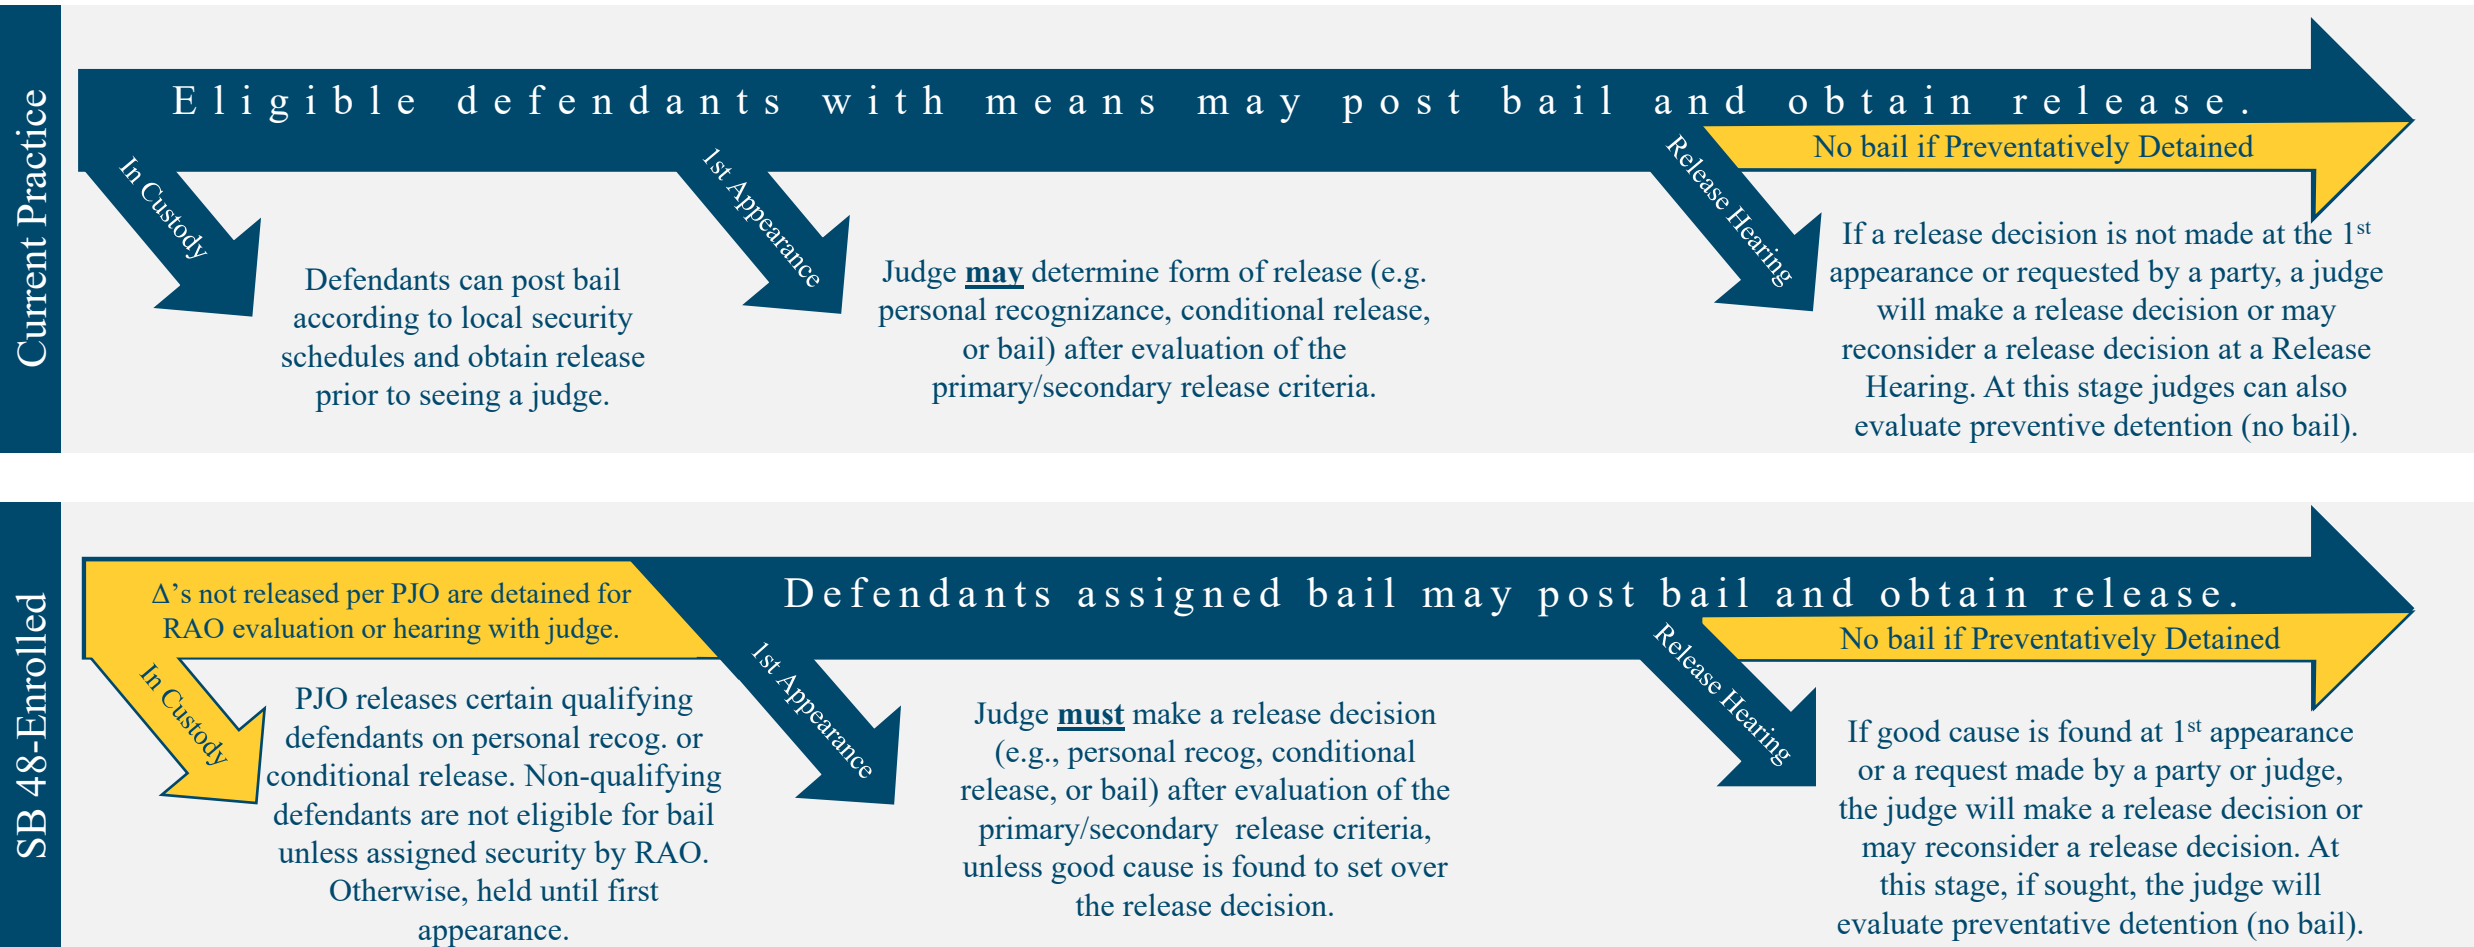 Current Practice
Eligible defendants with means may post bail and obtain release.
No bail if Preventatively Detained
In Custody
Defendants can post bail
according to local security
schedules and obtain release
prior to seeing a judge.
1st Appearance
Judge may determine form of release (e.g.
personal recognizance, conditional release,
or bail) after evaluation of the
primary/secondary release criteria.
Release Hearing
If a release decision is not made at the 1st
appearance or requested by a party, a judge
will make a release decision or may
reconsider a release decision at a Release
Hearing. At this stage judges can also
evaluate preventive detention (no bail).
SB 48-Enrolled
Δ's not released per PJO are detained for
RAO evaluation or hearing with judge.
Defendants assigned bail may post bail and obtain release.
No bail if Preventatively Detained
In Custody
PJO releases certain qualifying
defendants on personal recog. or
conditional release. Non-qualifying
defendants are not eligible for bail
unless assigned security by RAO.
Otherwise, held until first
appearance.
1st Appearance
Judge must make a release decision
(e.g., personal recog, conditional
release, or bail) after evaluation of the
primary/secondary release criteria,
unless good cause is found to set over
the release decision.
Release Hearing
If good cause is found at 1st appearance
or a request made by a party or judge,
the judge will make a release decision or
may reconsider a release decision. At
this stage, if sought, the judge will
evaluate preventative detention (no bail).